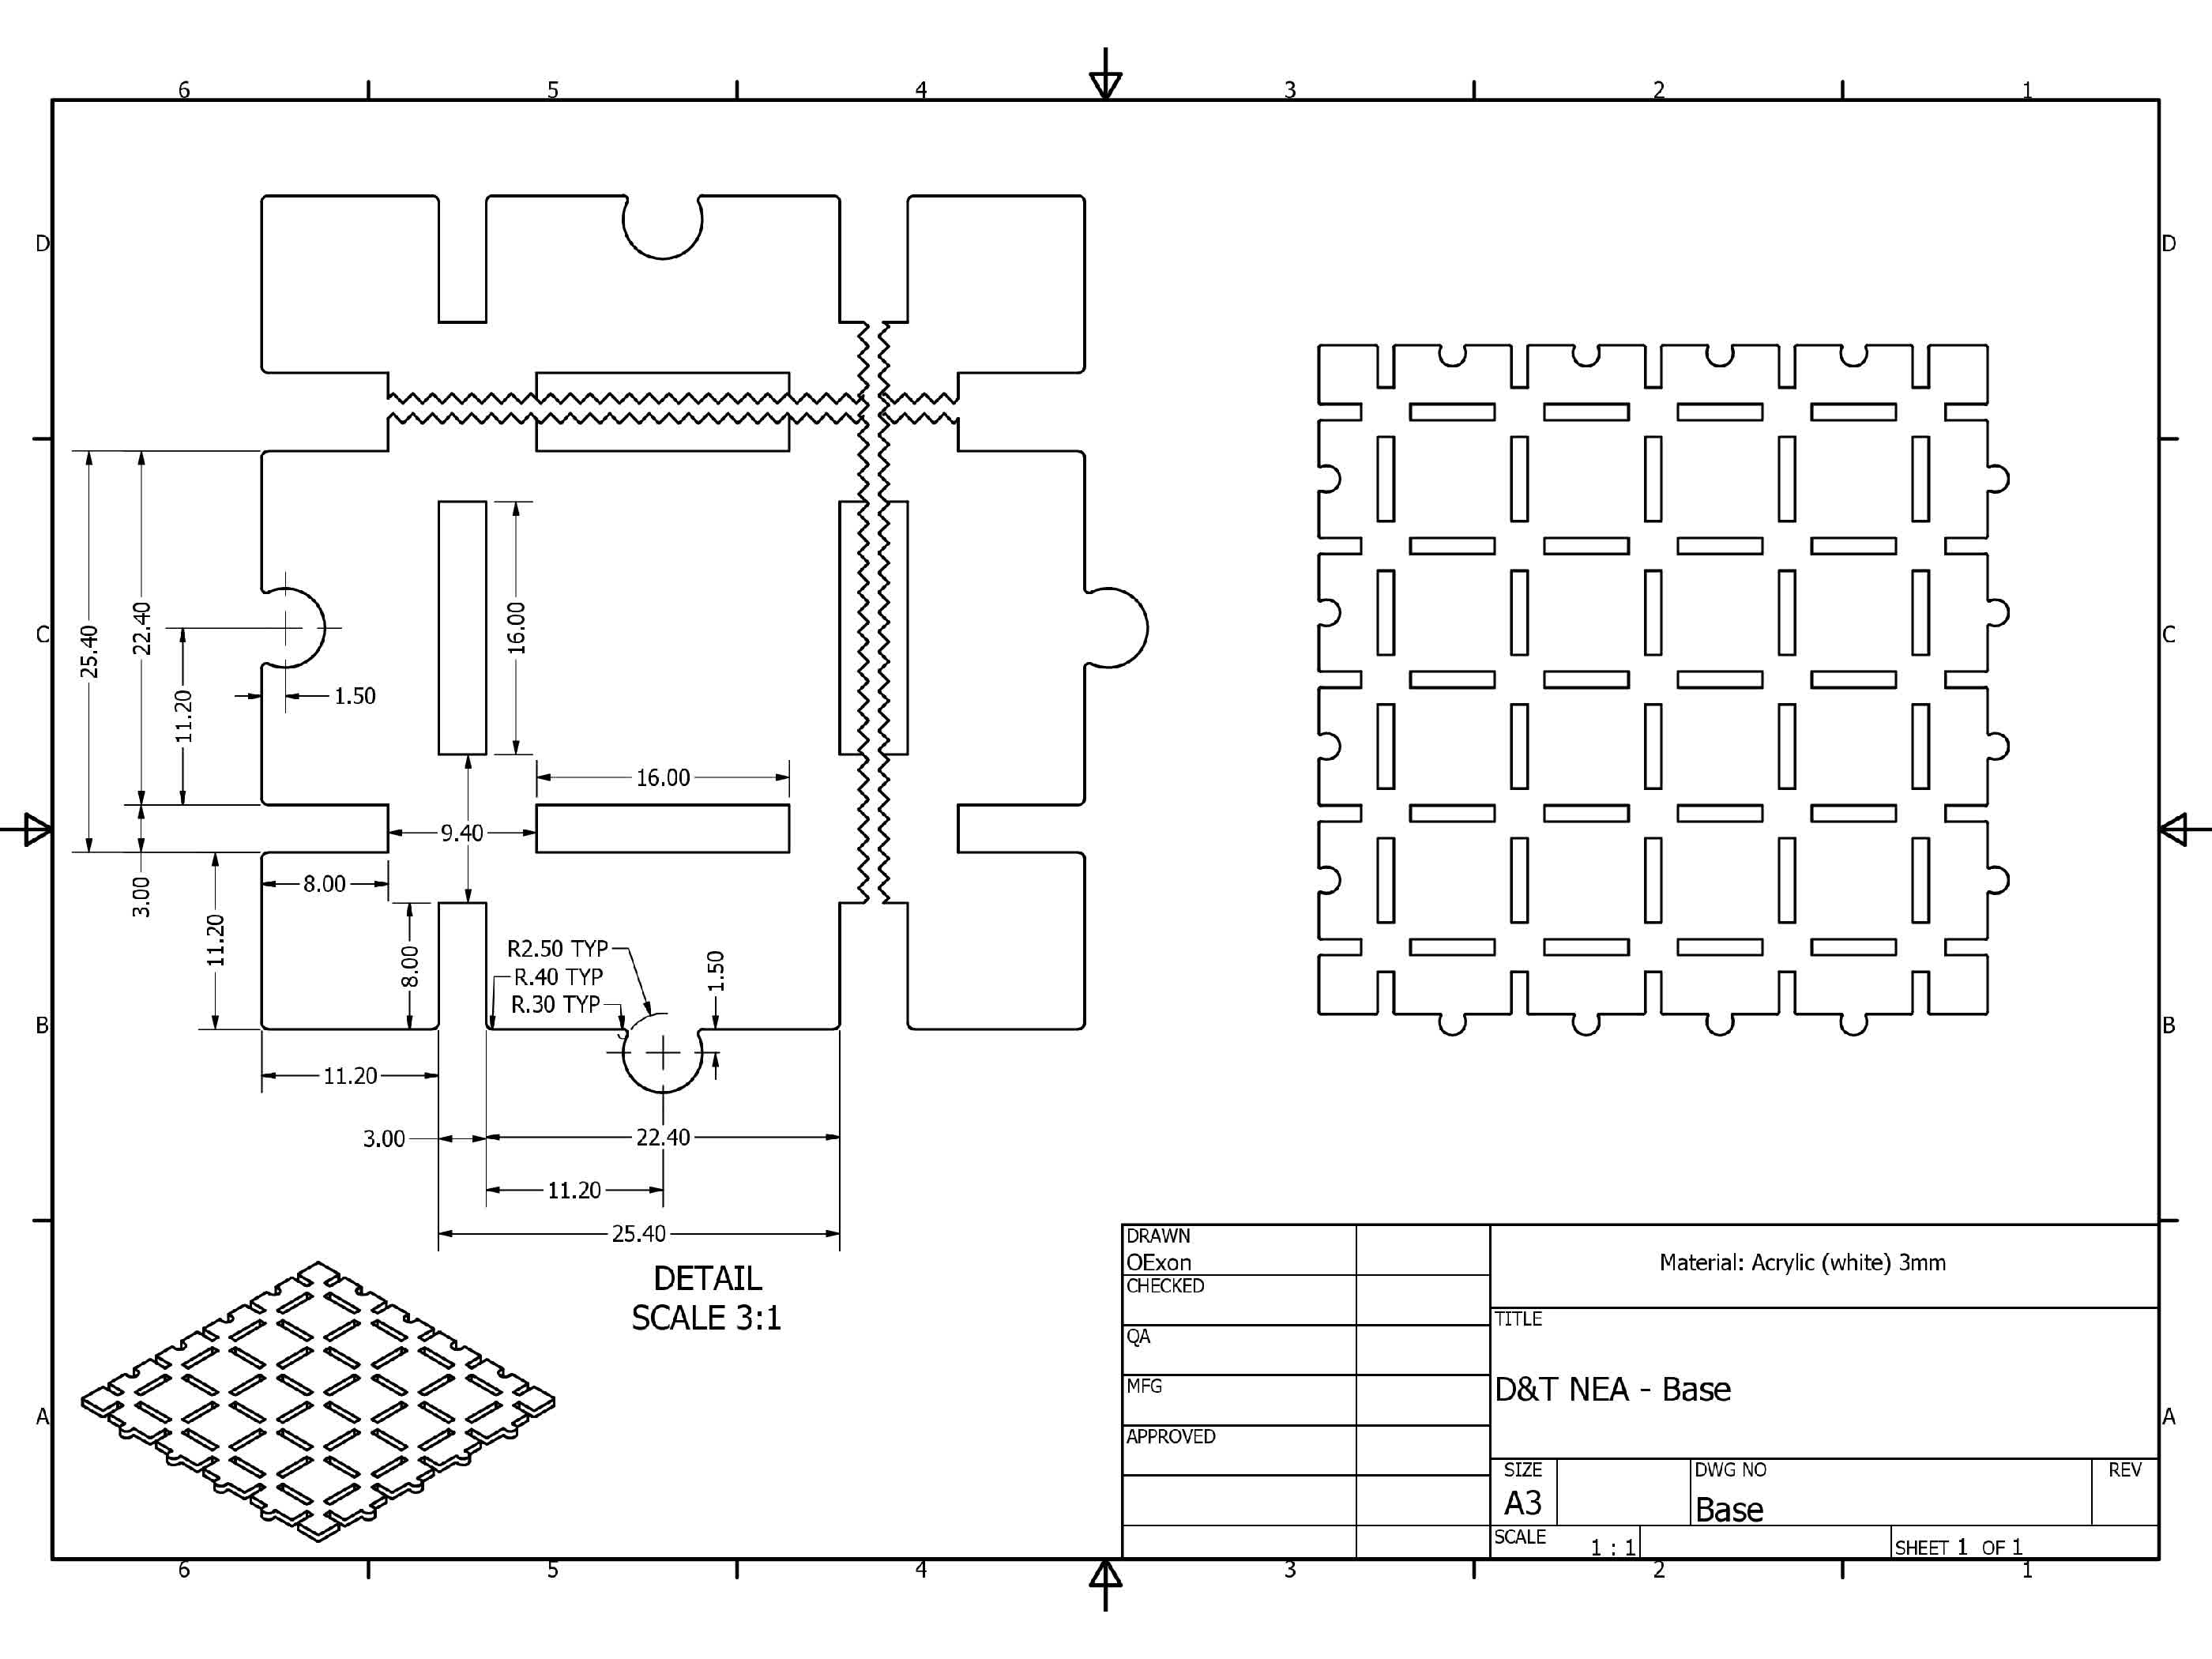 6 5 4 3 2 1
D D
C C
B B
A A
25.40
22.40
11.20
1.50
16.00
16.00
9.40
8.00
3.00
11.20
8.00
R2.50 TYP
R.40 TYP
R.30 TYP
1.50
11.20
3.00
22.40
11.20
25.40
DETAIL
SCALE 3:1
DRAWN
OExon
CHECKED
QA
MFG
APPROVED
Material: Acrylic (white) 3mm
TITLE
D&T NEA - Base
SIZE
A3
DWG NO
Base
REV
SCALE
1 : 1
SHEET 1 OF 1
6 5 4 3 2 1